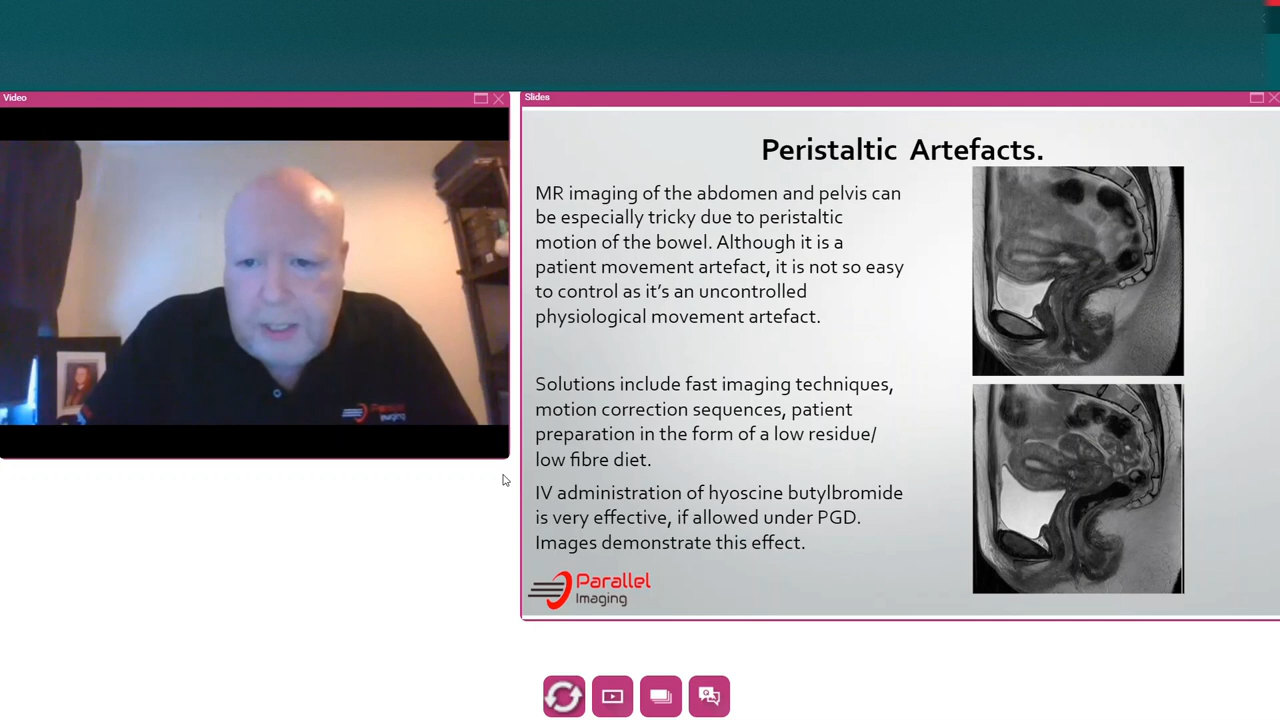 Video
Slides
Peristaltic Artefacts.
MR imaging of the abdomen and pelvis can
be especially tricky due to peristaltic
motion of the bowel. Although it is a
patient movement artefact, it is not so easy
to control as it's an uncontrolled
physiological movement artefact.
Solutions include fast imaging techniques,
motion correction sequences, patient
preparation in the form of a low residue/
low fibre diet.
IV administration of hyoscine butylbromide
is very effective, if allowed under PGD.
Images demonstrate this effect.
Parallel
Imaging
Parallel
Imaging